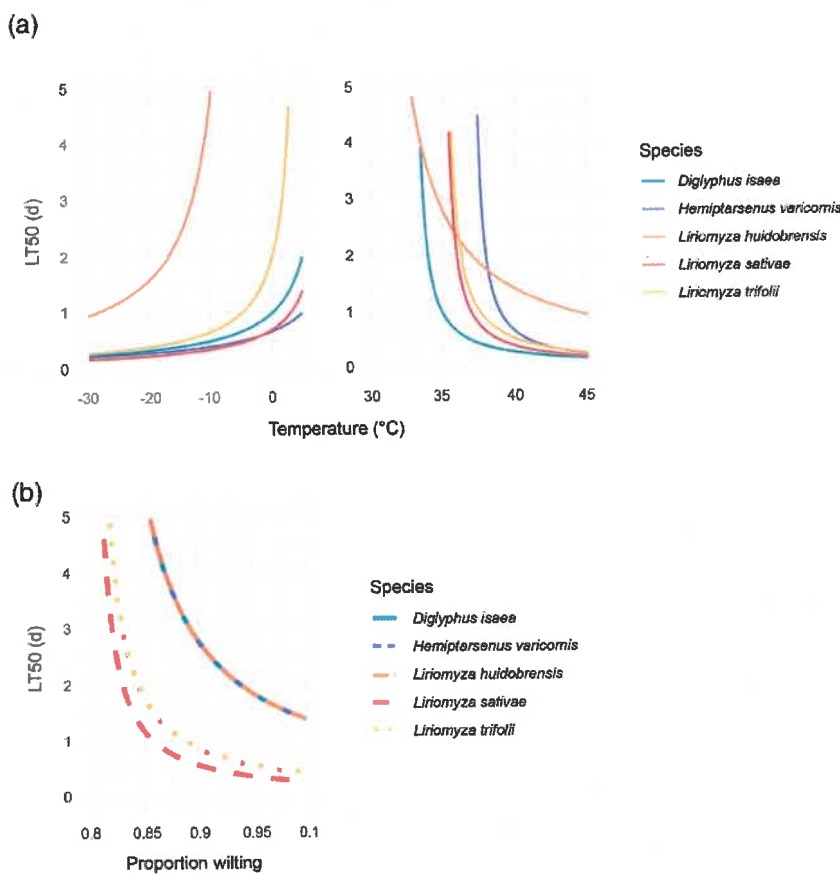 (a)
LT50 (d)
5
4
3
2
1
0
-30 -20 -10 0
5
4
3
2
1
0
30 35 40 45
Temperature (°C)
Species
Diglyphus isaea
Hemiptarsenus varicornis
Liriomyza huidobrensis
Liriomyza sativae
Liriomyza trifolii
(b)
LT50 (d)
5
4
3
2
1
0
0.8 0.85 0.9 0.95 0.1
Proportion wilting
Species
Diglyphus isaea
Hemiptarsenus varicornis
Liriomyza huidobrensis
Liriomyza sativae
Liriomyza trifolii